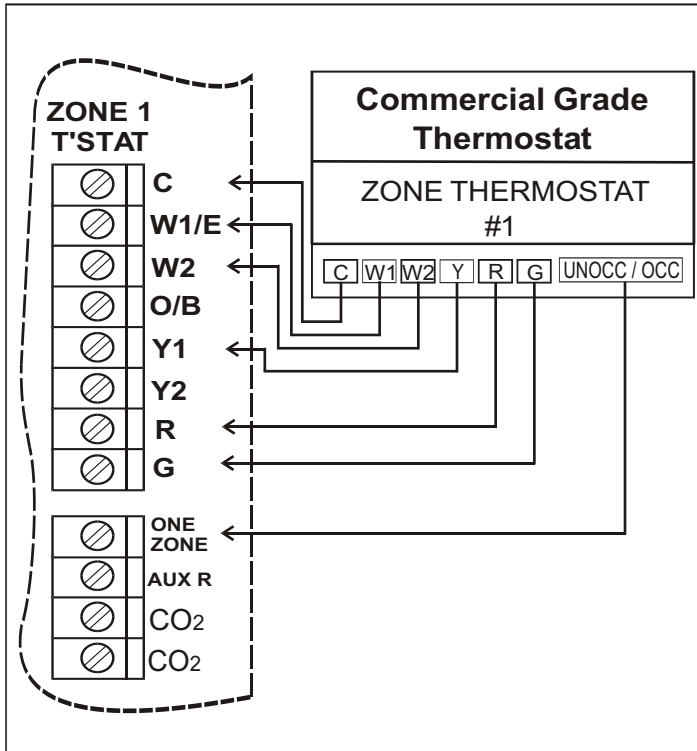 ZONE 1
T'STAT
C
W1/E
W2
O/B
Y1
Y2
R
G
ONE
ZONE
AUX R
CO2
CO2
Commercial Grade
Thermostat
ZONE THERMOSTAT
#1
C W1 W2 Y R G UNOCC / OCC